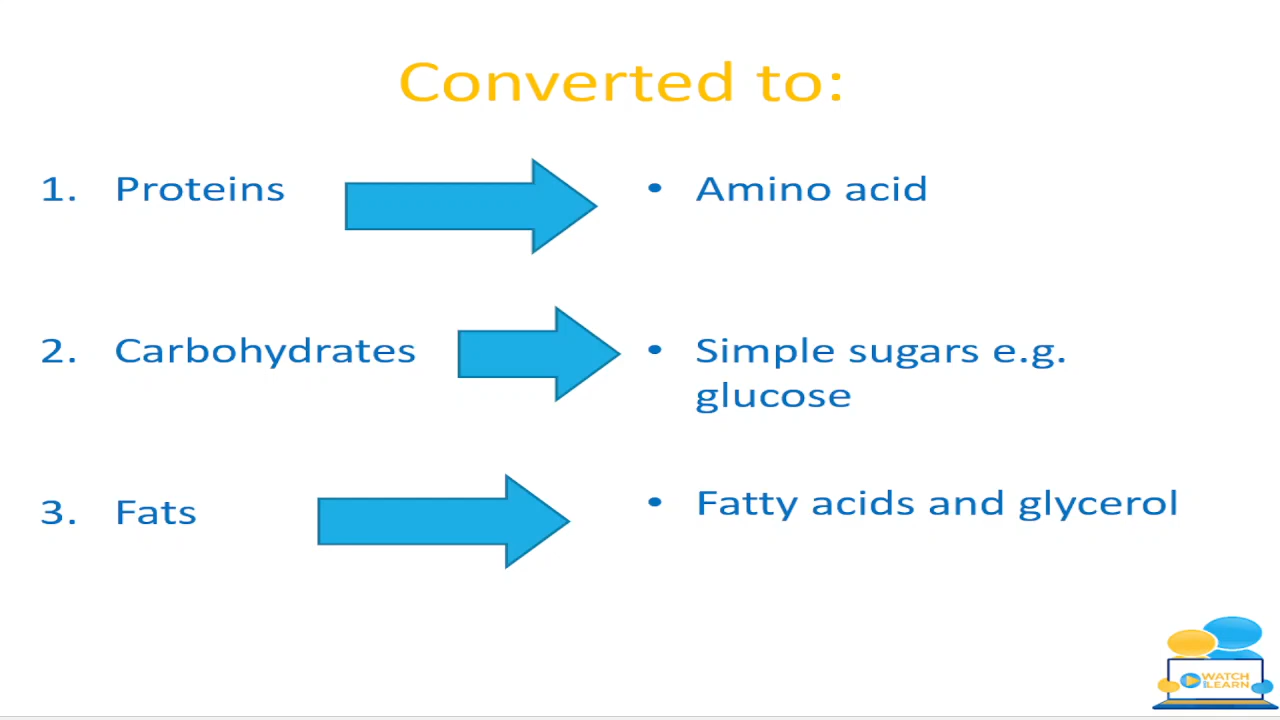 Converted to:
1. Proteins
• Amino acid
2. Carbohydrates
• Simple sugars e.g.
glucose
3. Fats
• Fatty acids and glycerol
WATCH
LEARN